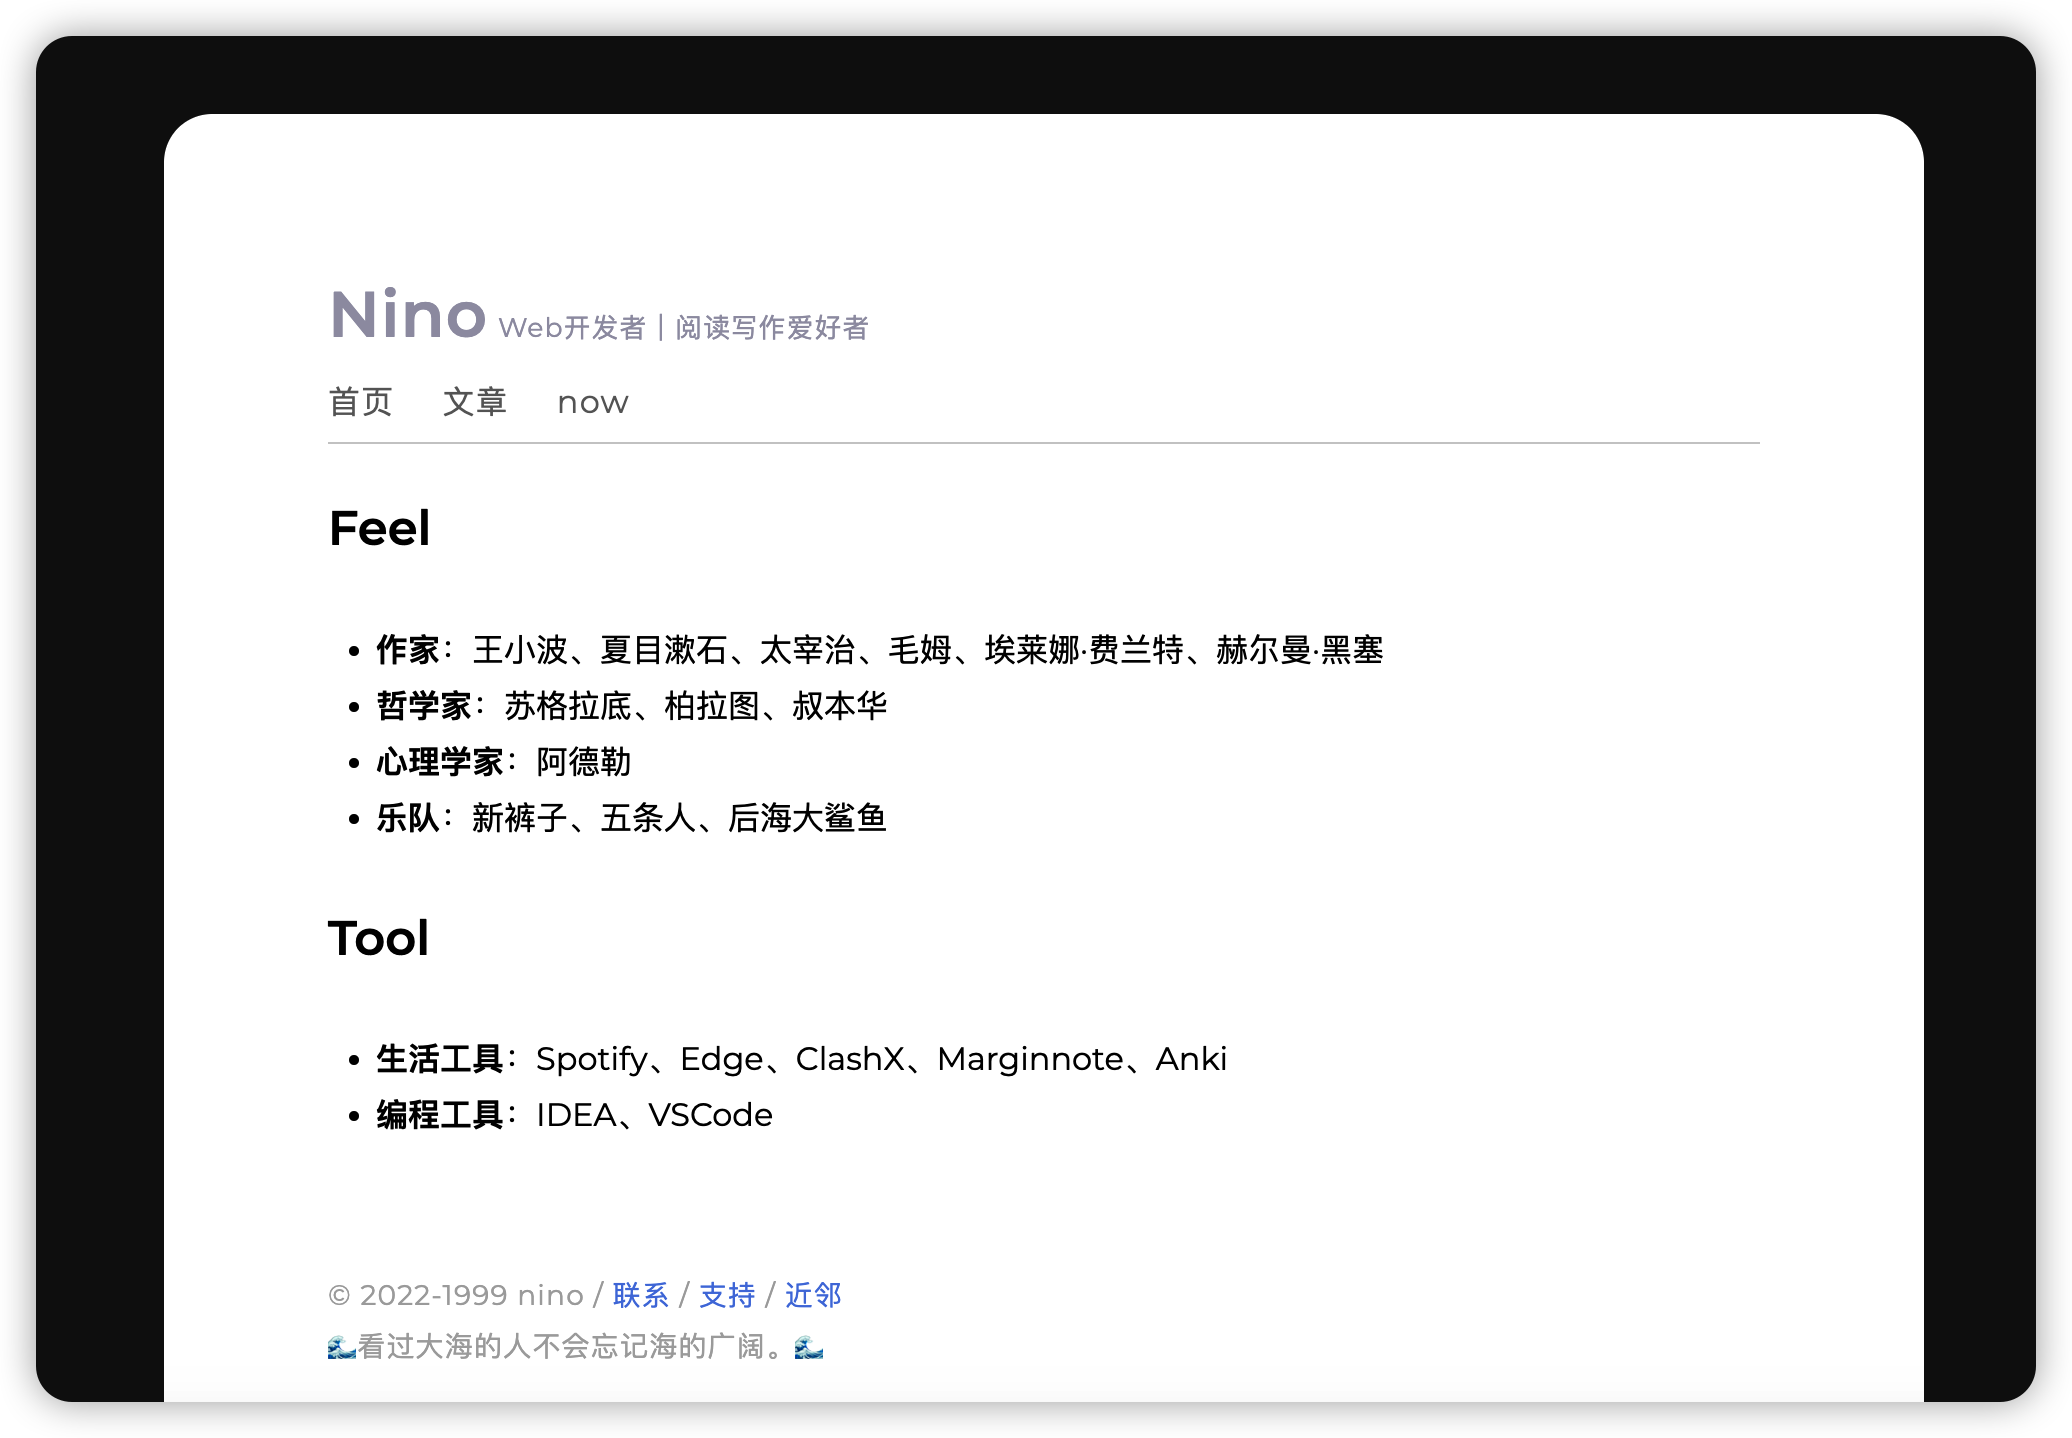 Nino Web开发者 | 阅读写作爱好者
首页 文章 now
Feel
• 作家：王小波、夏目漱石、太宰治、毛姆、埃莱娜·费兰特、赫尔曼·黑塞
• 哲学家：苏格拉底、柏拉图、叔本华
• 心理学家：阿德勒
• 乐队：新裤子、五条人、后海大鲨鱼
Tool
• 生活工具：Spotify、Edge、ClashX、Marginnote、Anki
• 编程工具：IDEA、VSCode
© 2022-1999 nino / 联系 / 支持 / 近邻
🌊看过大海的人不会忘记海的广阔。🌊